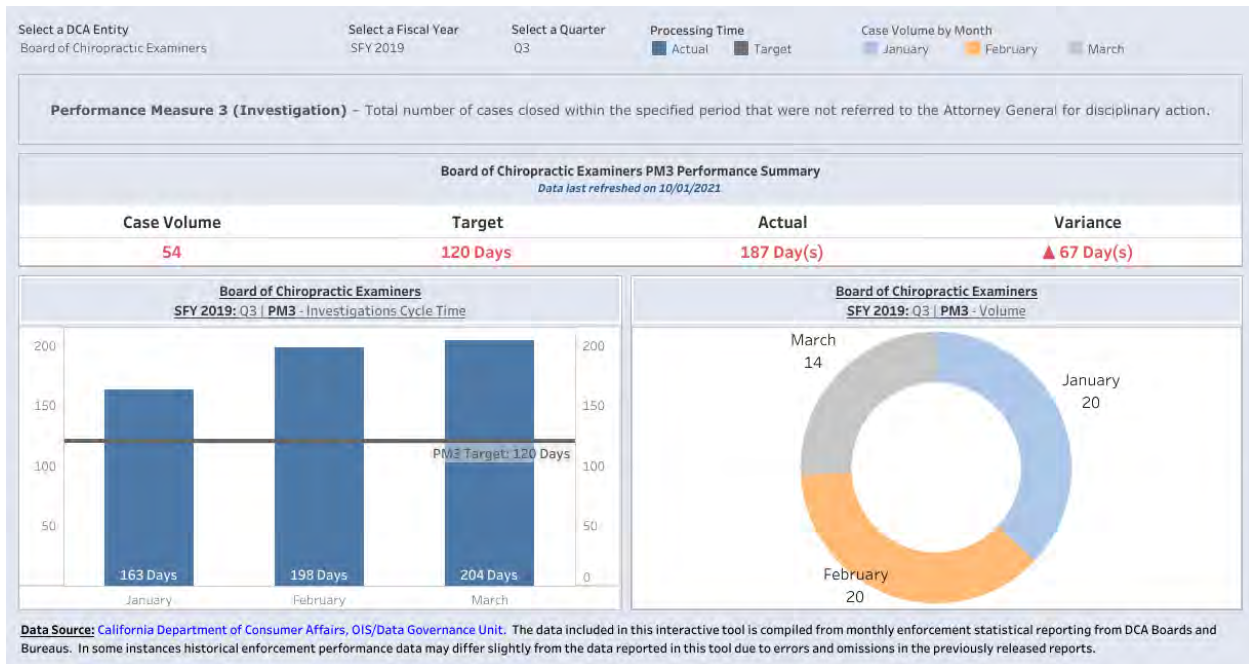 Select a DCA Entity
Board of Chiropractic Examiners
Select a Fiscal Year
SFY 2019
Select a Quarter
Q3
Processing Time
Actual
Target
Case Volume by Month
January
February
March
Performance Measure 3 (Investigation) – Total number of cases closed within the specified period that were not referred to the Attorney General for disciplinary action.
Board of Chiropractic Examiners PM3 Performance Summary
Data last refreshed on 10/01/2021
Case Volume
Target
Actual
Variance
54
120 Days
187 Day(s)
▲ 67 Day(s)
Board of Chiropractic Examiners
SFY 2019: Q3 | PM3 - Investigations Cycle Time
200
150
100
50
200
150
100
50
0
PM3 Target: 120 Days
163 Days
198 Days
204 Days
January
February
March
Board of Chiropractic Examiners
SFY 2019: Q3 | PM3 - Volume
March
14
January
20
February
20
Data Source: California Department of Consumer Affairs, OIS/Data Governance Unit. The data included in this interactive tool is compiled from monthly enforcement statistical reporting from DCA Boards and
Bureaus. In some instances historical enforcement performance data may differ slightly from the data reported in this tool due to errors and omissions in the previously released reports.